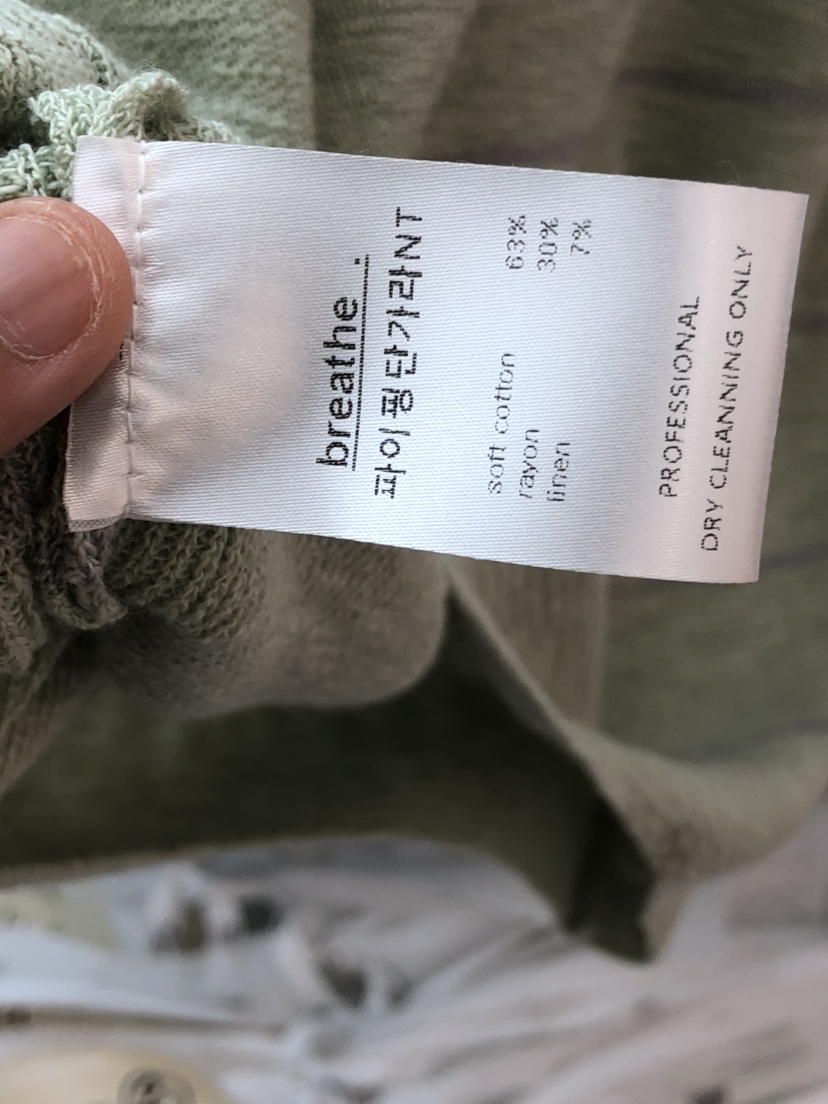 breathe.
파이핑단가라NT
soft cotton 63%
rayon 30%
linen 7%
PROFESSIONAL
DRY CLEANNING ONLY